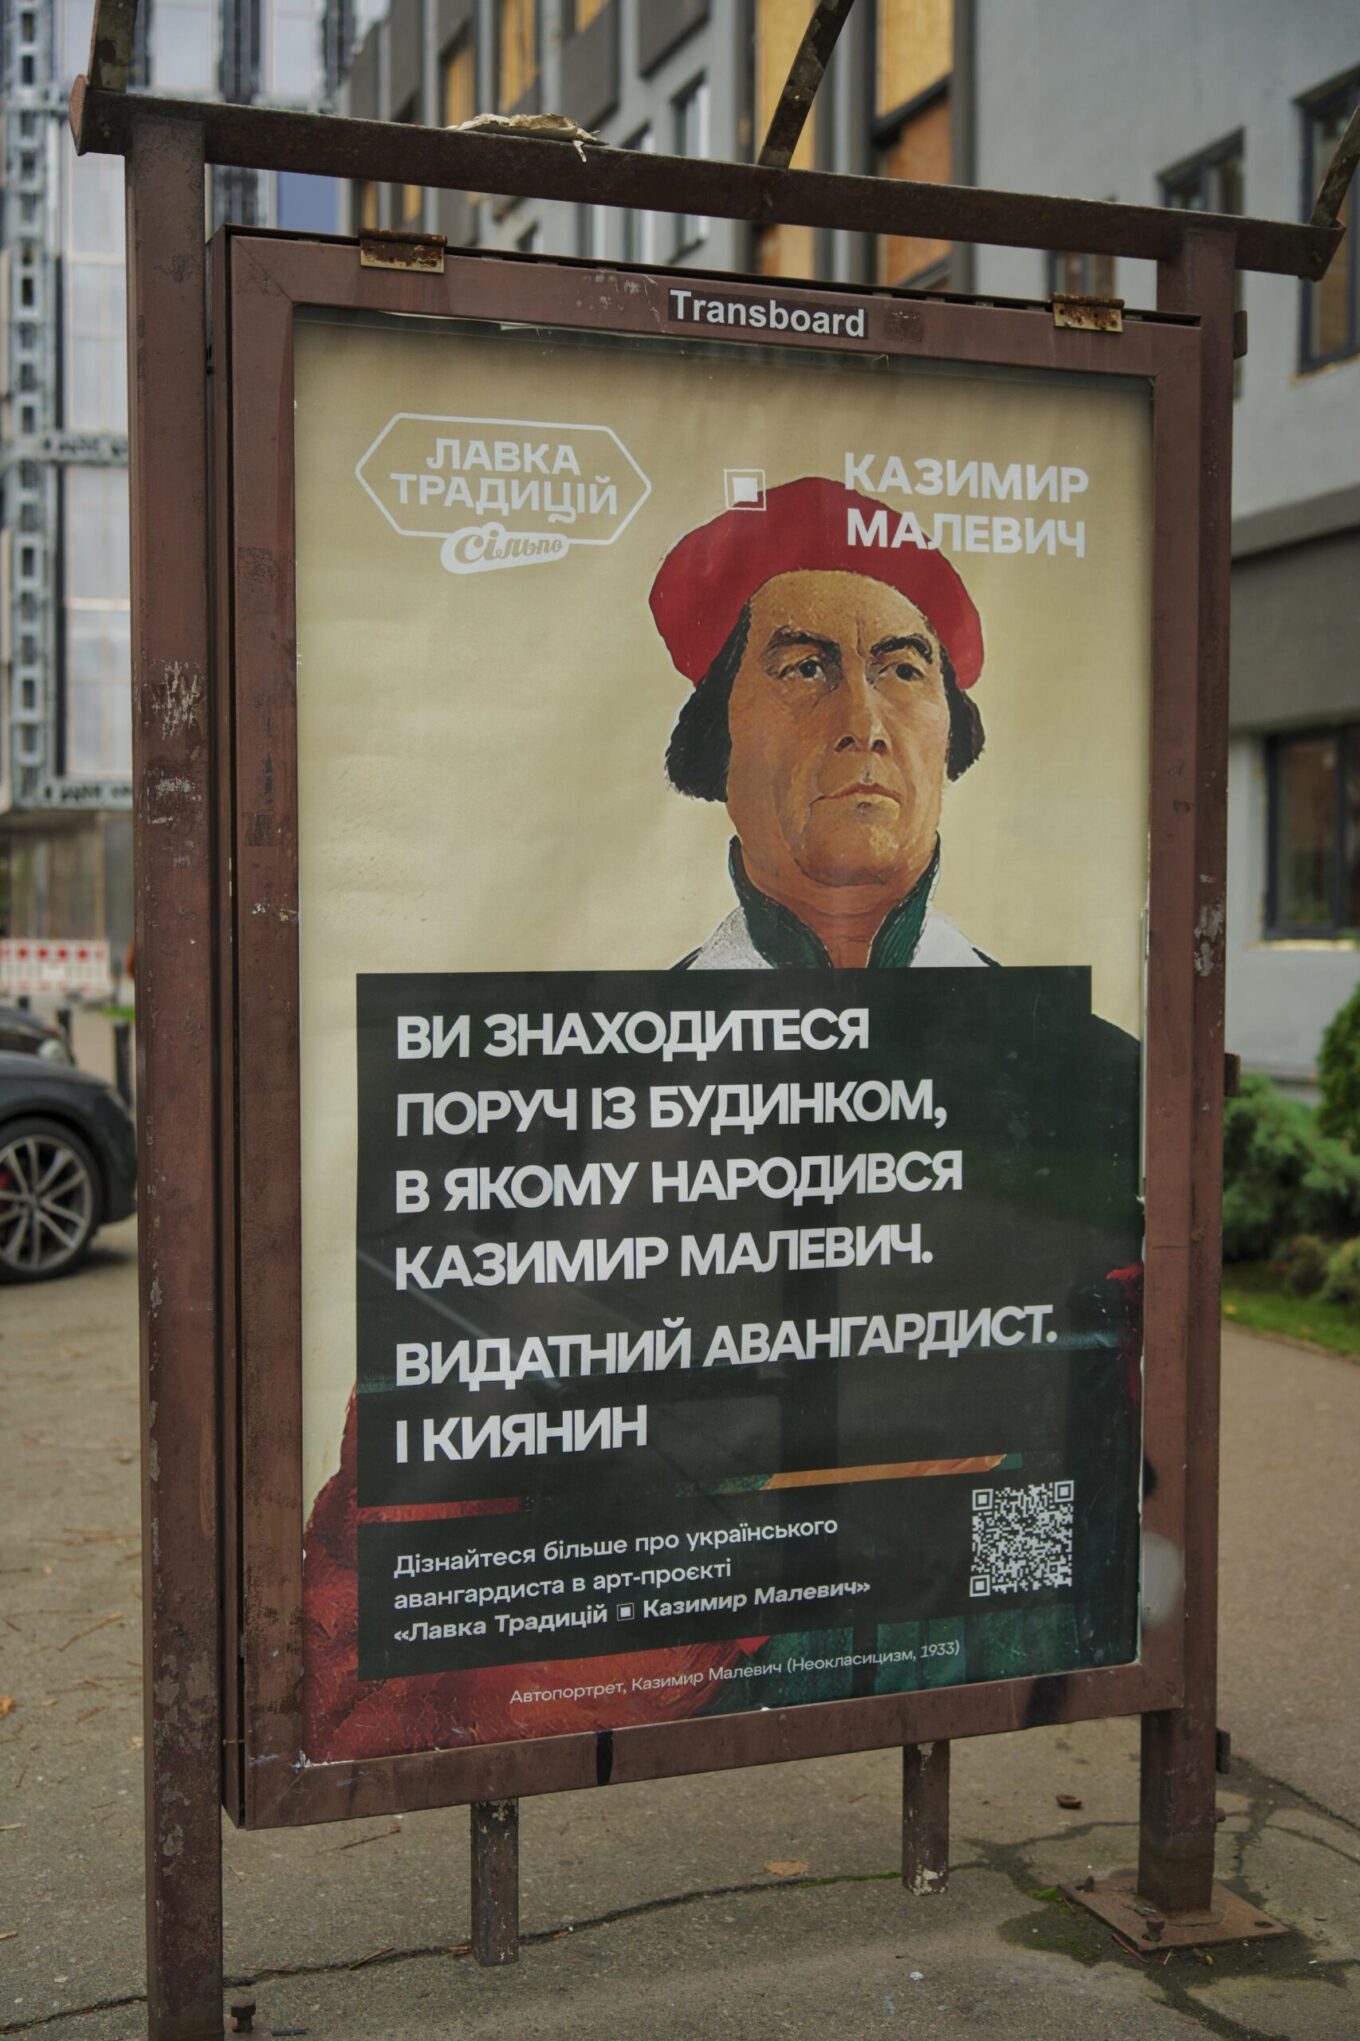 Transboard
ЛАВКА
ТРАДИЦІЙ
Сільпо
КАЗИМИР
МАЛЕВИЧ
ВИ ЗНАХОДИТЕСЯ
ПОРУЧ ІЗ БУДИНКОМ,
В ЯКОМУ НАРОДИВСЯ
КАЗИМИР МАЛЕВИЧ.
ВИДАТНИЙ АВАНГАРДИСТ.
І КИЯНИН
Дізнайтеся більше про українського
авангардиста в арт-проєкті
«Лавка Традицій Казимир Малевич»
Автопортрет, Казимир Малевич (Неокласицизм, 1933)